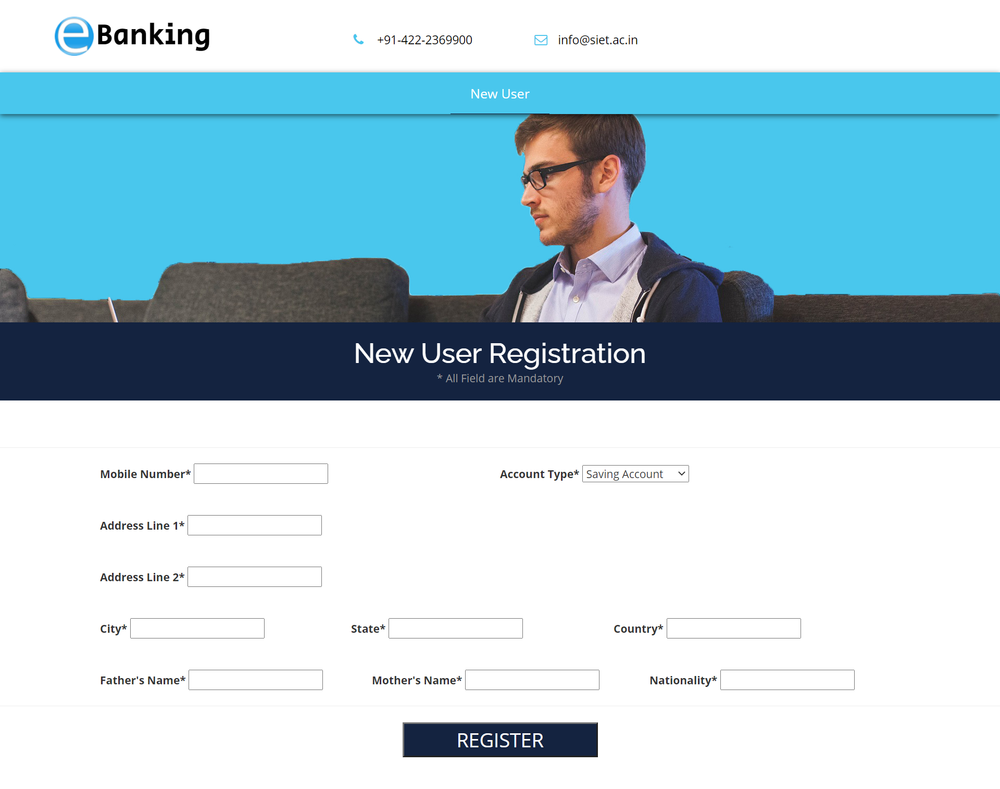 eBanking
+91-422-2369900
info@siet.ac.in
New User
New User Registration
* All Field are Mandatory
Mobile Number*
Account Type* Saving Account
Address Line 1*
Address Line 2*
City* State* Country*
Father's Name* Mother's Name* Nationality*
REGISTER